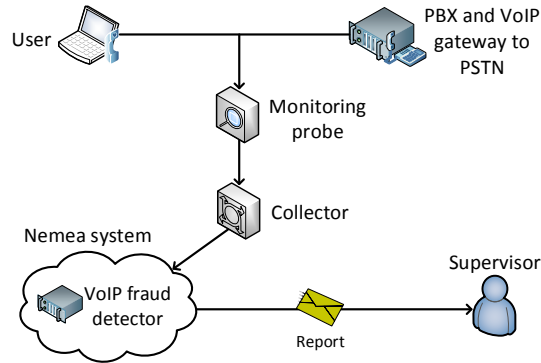 User
PBX and VoIP
gateway to
PSTN
Monitoring
probe
Collector
Nemea system
VoIP fraud
detector
Report
Supervisor